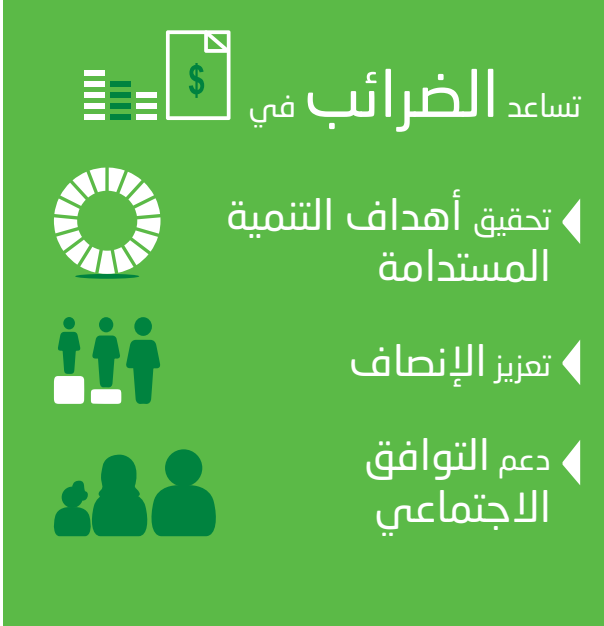 تساعد الضرائب في
$
تحقيق أهداف التنمية
المستدامة
تعزيز الإنصاف
دعم التوافق
الاجتماعي